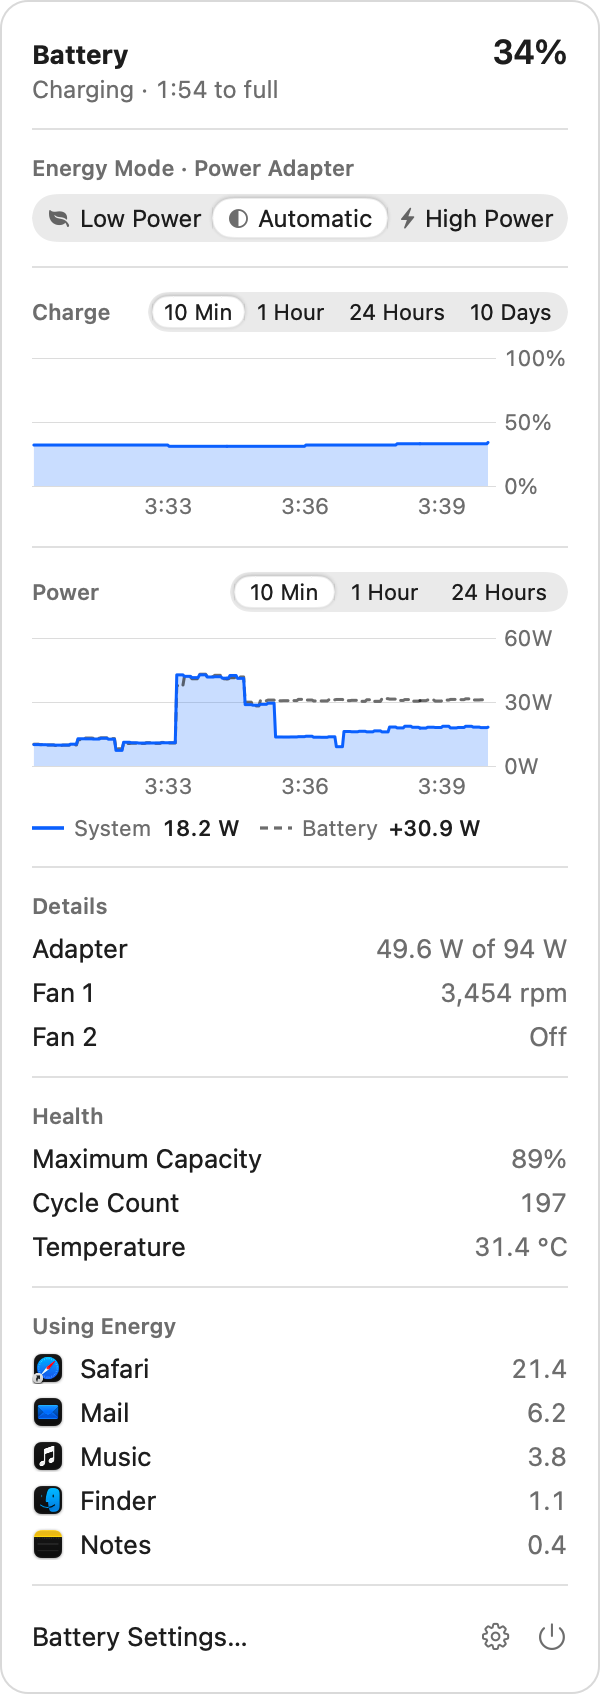 Battery 34%
Charging · 1:54 to full
Energy Mode · Power Adapter
Low Power Automatic High Power
Charge 10 Min 1 Hour 24 Hours 10 Days
100%
50%
0%
3:33 3:36 3:39
Power 10 Min 1 Hour 24 Hours
60W
30W
0W
3:33 3:36 3:39
System 18.2 W Battery +30.9 W
Details
Adapter 49.6 W of 94 W
Fan 1 3,454 rpm
Fan 2 Off
Health
Maximum Capacity 89%
Cycle Count 197
Temperature 31.4 °C
Using Energy
Safari 21.4
Mail 6.2
Music 3.8
Finder 1.1
Notes 0.4
Battery Settings...